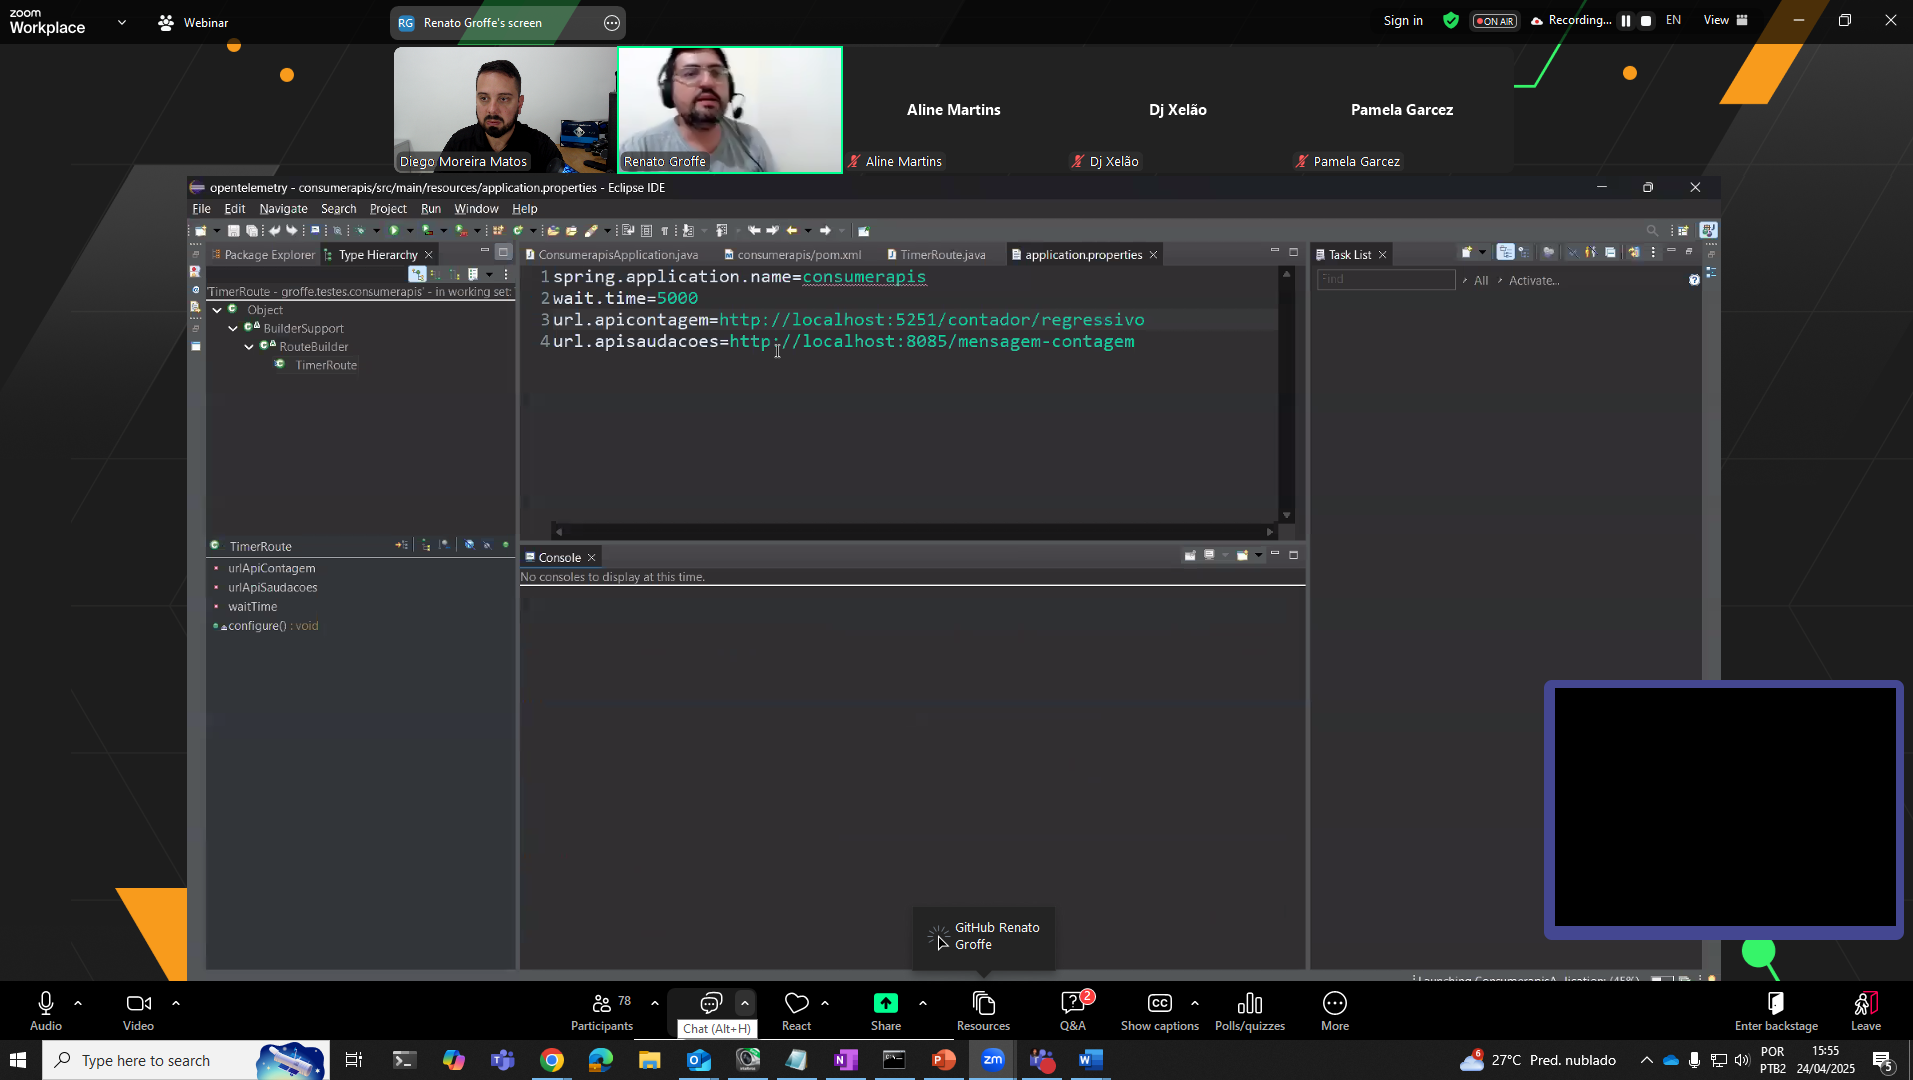 zoom
Workplace
Webinar
RG Renato Groffe's screen
Sign in
ON AIR
Recording...
EN
View
Diego Moreira Matos
Renato Groffe
Aline Martins
Aline Martins
Dj Xelão
Dj Xelão
Pamela Garcez
Pamela Garcez
opentelemetry - consumerapis/src/main/resources/application.properties - Eclipse IDE
File Edit Navigate Search Project Run Window Help
Package Explorer
Type Hierarchy
ConsumerapisApplication.java
consumerapis/pom.xml
TimerRoute.java
application.properties
Task List
Find
All
Activate...
'TimerRoute - groffe.testes.consumerapis' - in working set:
Object
BuilderSupport
RouteBuilder
TimerRoute
1 spring.application.name=consumerapis
2 wait.time=5000
3 url.apicontagem=http://localhost:5251/contador/regressivo
4 url.apisaudacoes=http://localhost:8085/mensagem-contagem
TimerRoute
urlApiContagem
urlApiSaudacoes
waitTime
configure() : void
Console
No consoles to display at this time.
GitHub Renato
Groffe
Audio
Video
78
Participants
Chat (Alt+H)
React
Share
Resources
2
Q&A
CC
Show captions
Polls/quizzes
More
Enter backstage
Leave
Type here to search
zm
6
27°C Pred. nublado
POR
PTB2
15:55
24/04/2025
5